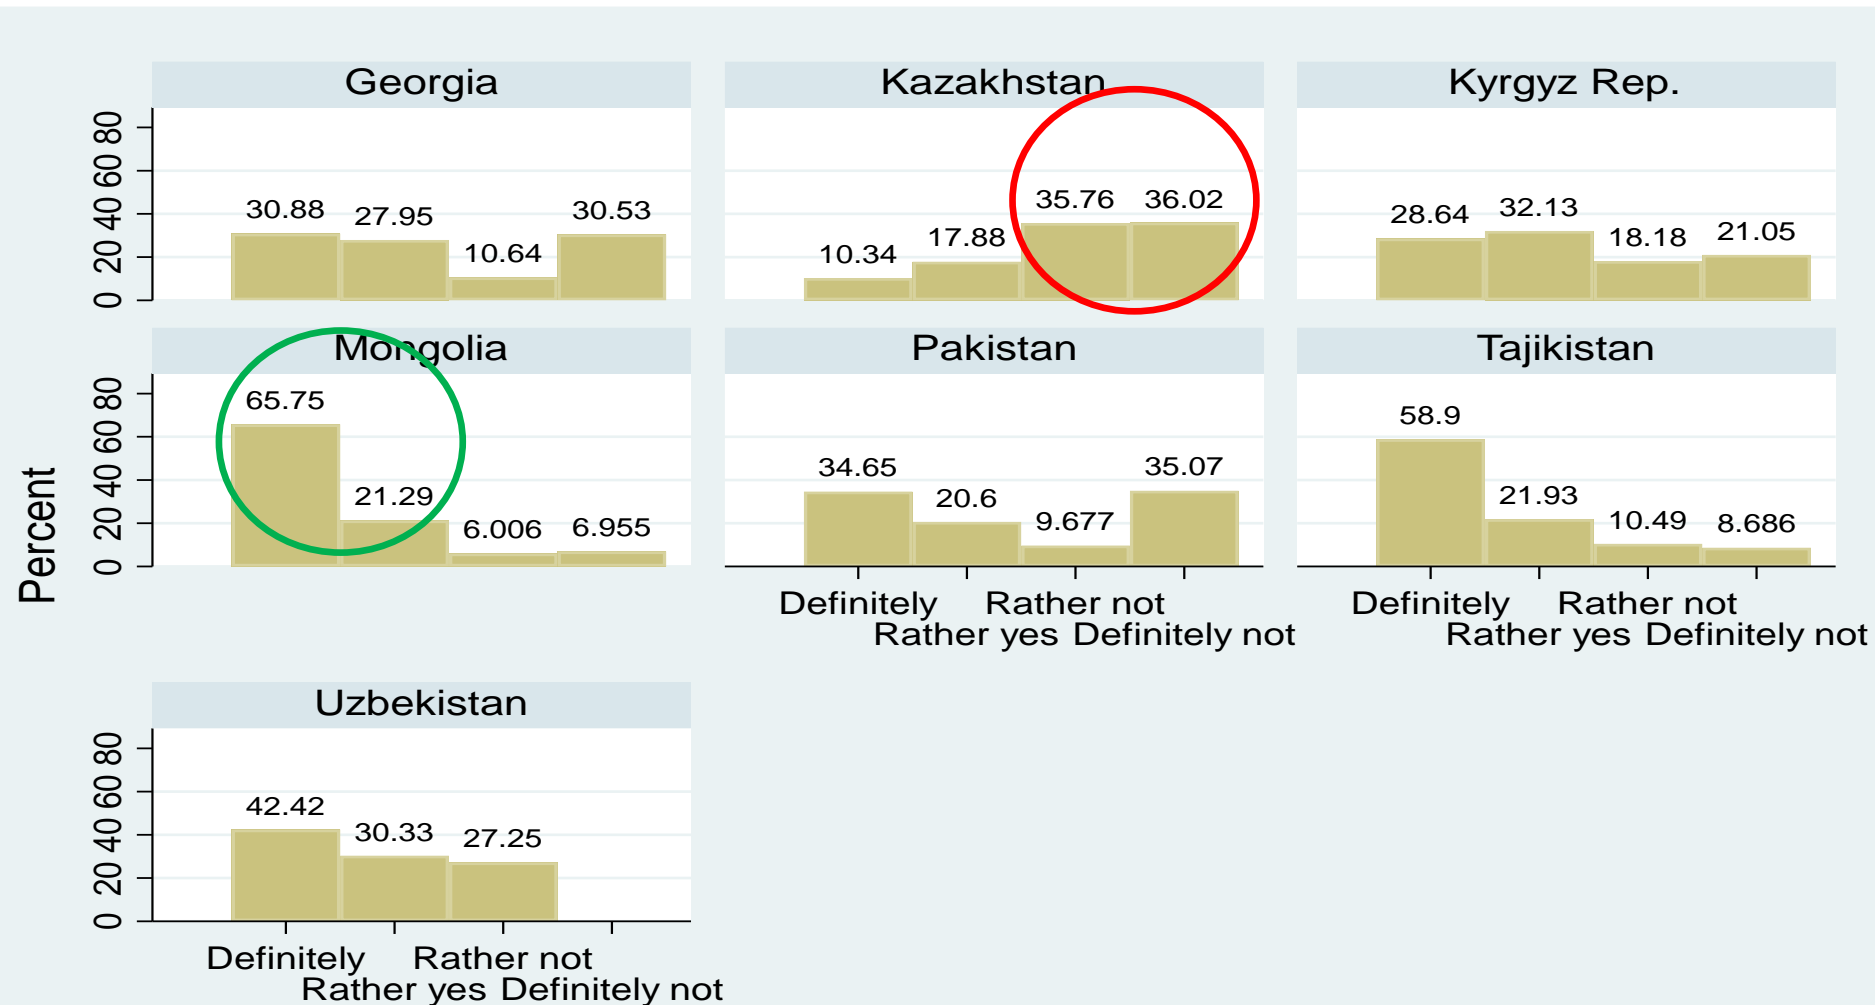 Georgia
Kazakhstan
Kyrgyz Rep.
0 20 40 60 80
30.88 27.95 10.64 30.53
10.34 17.88 35.76 36.02
28.64 32.13 18.18 21.05
Mongolia
Pakistan
Tajikistan
Percent
0 20 40 60 80
65.75 21.29 6.006 6.955
34.65 20.6 9.677 35.07
58.9 21.93 10.49 8.686
Definitely Rather not
Rather yes Definitely not
Definitely Rather not
Rather yes Definitely not
Uzbekistan
0 20 40 60 80
42.42 30.33 27.25
Definitely Rather not
Rather yes Definitely not